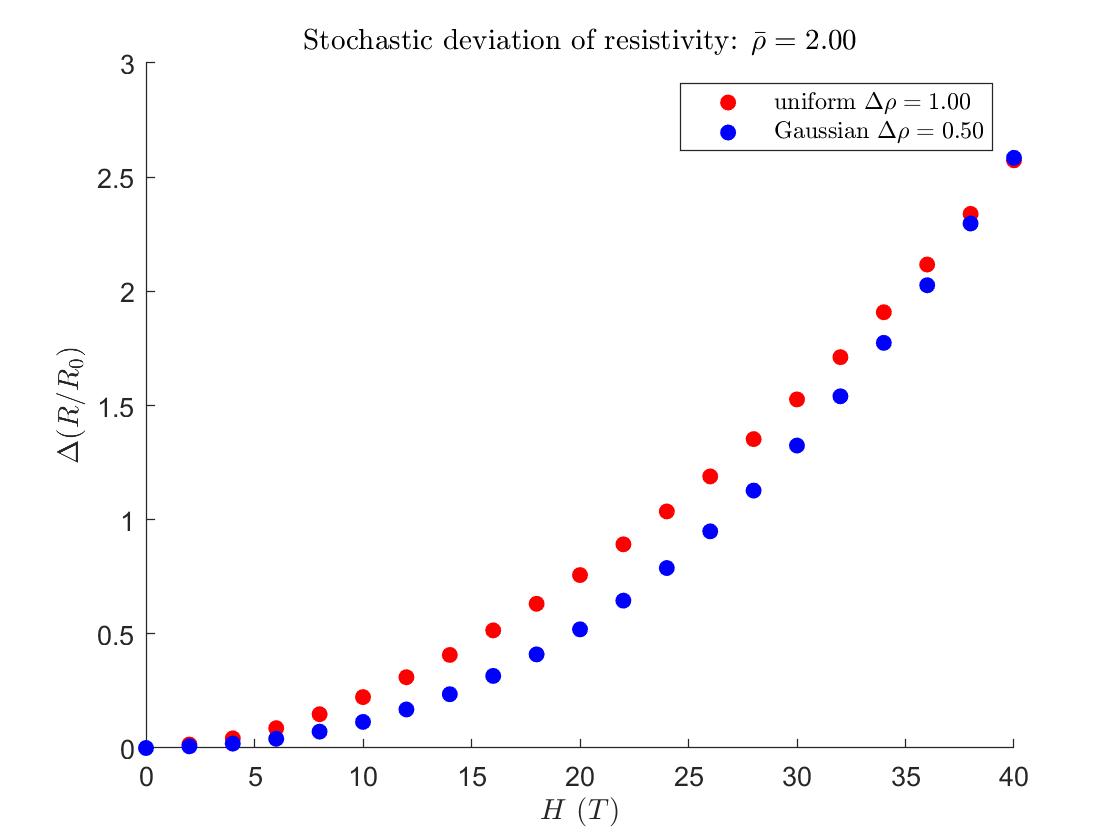 Stochastic deviation of resistivity: ρ̄ = 2.00
3
uniform Δρ = 1.00
Gaussian Δρ = 0.50
2.5
2
Δ(R/R₀)
1.5
1
0.5
0
0 5 10 15 20 25 30 35 40
H (T)